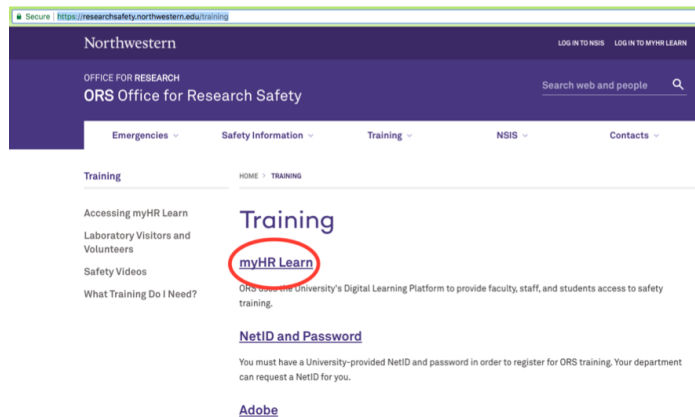 Secure | https://researchsafety.northwestern.edu/training
Northwestern
LOG IN TO NSIS LOG IN TO MYHR LEARN
OFFICE FOR RESEARCH
ORS Office for Research Safety
Search web and people
Emergencies Safety Information Training NSIS Contacts
Training
HOME > TRAINING
Accessing myHR Learn
Laboratory Visitors and
Volunteers
Safety Videos
What Training Do I Need?
Training
myHR Learn
ORS uses the University's Digital Learning Platform to provide faculty, staff, and students access to safety
training.
NetID and Password
You must have a University-provided NetID and password in order to register for ORS training. Your department
can request a NetID for you.
Adobe